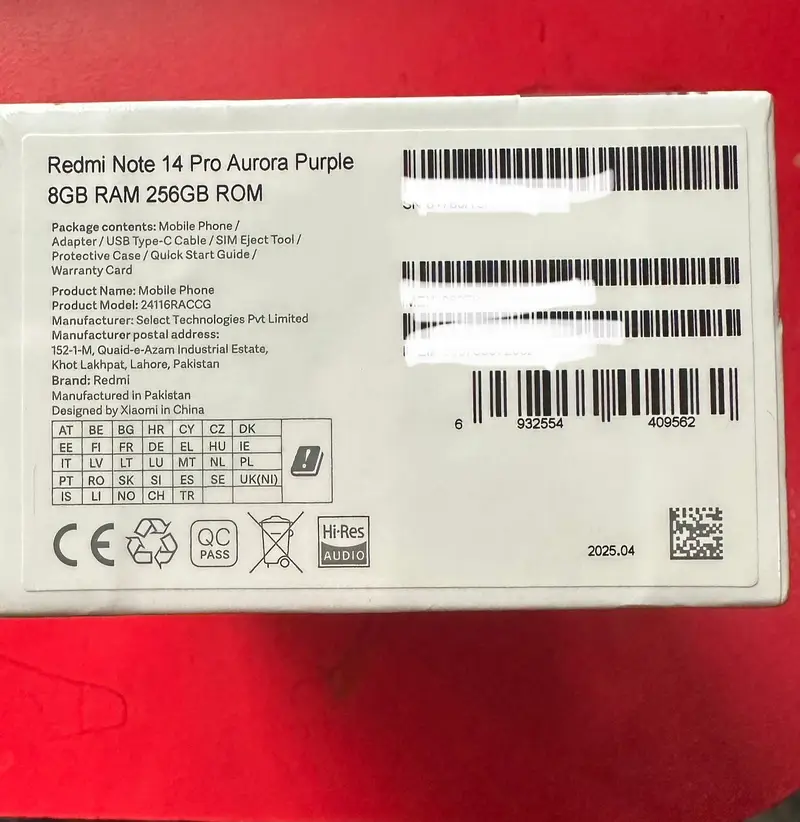 Redmi Note 14 Pro Aurora Purple
8GB RAM 256GB ROM
Package contents: Mobile Phone /
Adapter / USB Type-C Cable / SIM Eject Tool /
Protective Case / Quick Start Guide /
Warranty Card
Product Name: Mobile Phone
Product Model: 24116RACCG
Manufacturer: Select Technologies Pvt Limited
Manufacturer postal address:
152-1-M, Quaid-e-Azam Industrial Estate,
Khot Lakhpat, Lahore, Pakistan
Brand: Redmi
Manufactured in Pakistan
Designed by Xiaomi in China
AT BE BG HR CY CZ DK
EE FI FR DE EL HU IE
IT LV LT LU MT NL PL
PT RO SK SI ES SE UK(NI)
IS LI NO CH TR
CE
QC
PASS
Hi-Res
AUDIO
6 932554 409562
2025.04